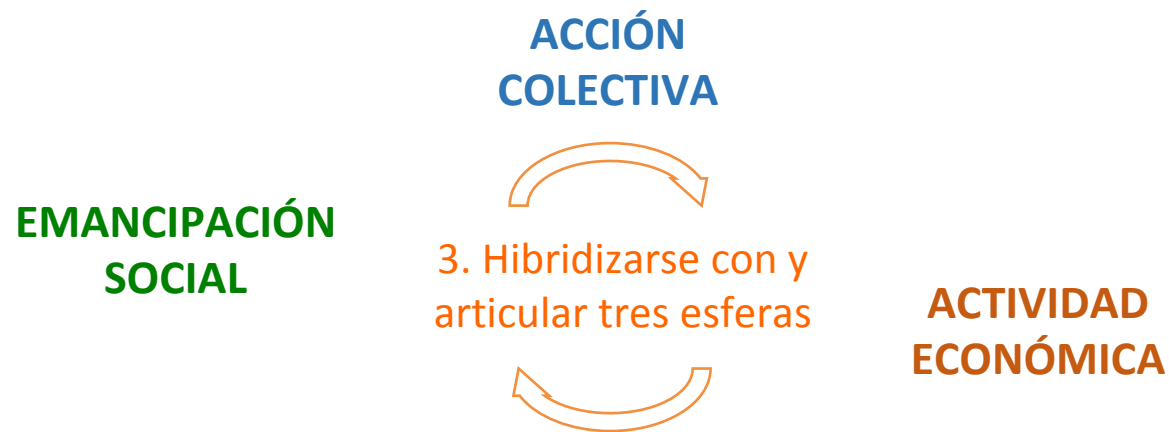 ACCIÓN
COLECTIVA
EMANCIPACIÓN
SOCIAL
3. Hibridizarse con y
articular tres esferas
ACTIVIDAD
ECONÓMICA